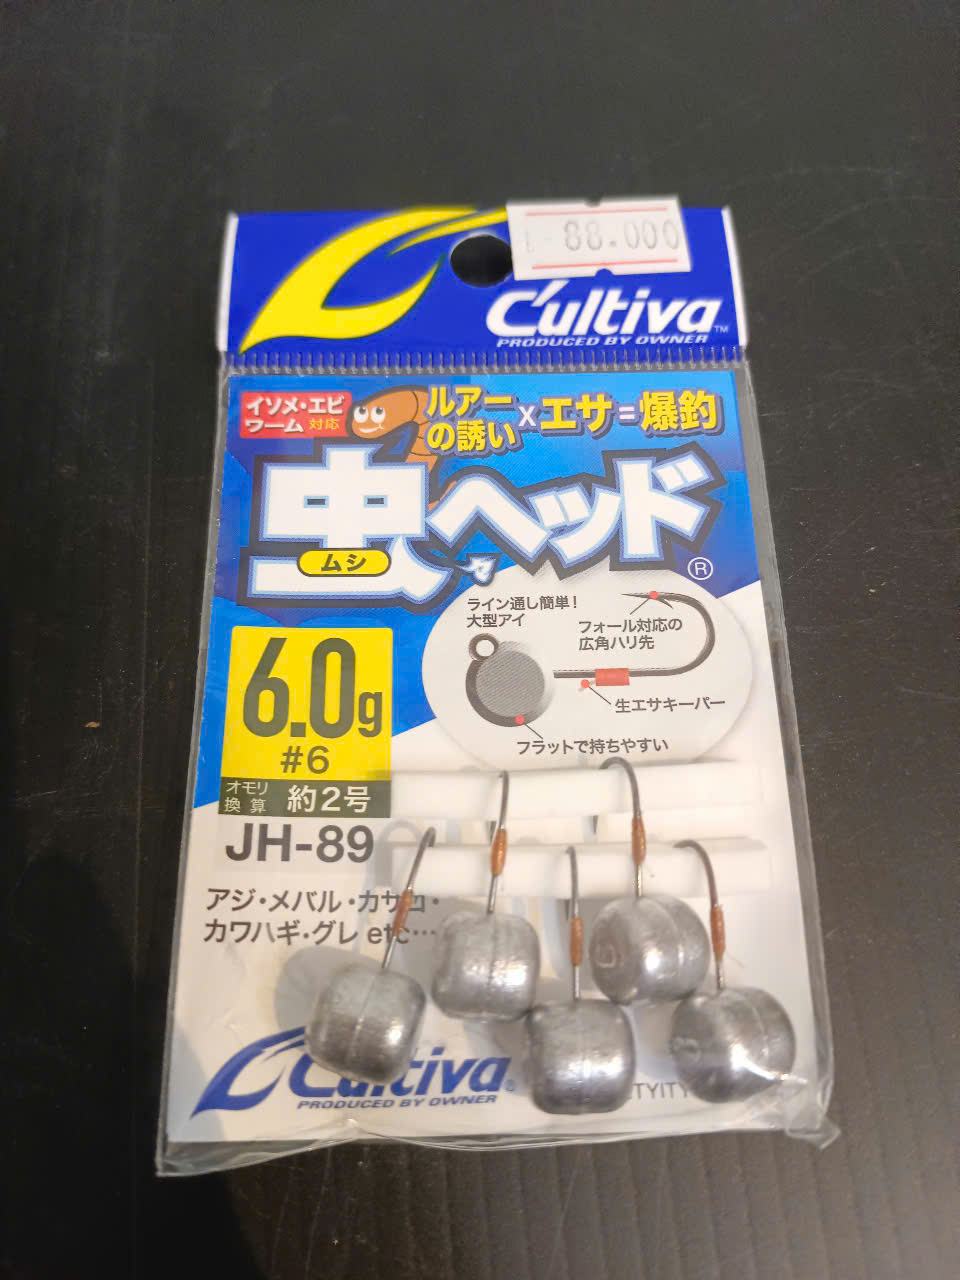 88.000
C'ultiva
TM
PRODUCED BY OWNER
イソメ・エビ
ワーム対応
ルアー
の誘い×エサ=爆釣
虫ヘッド®
ムシ
ライン通し簡単!
大型アイ
フォール対応の
広角ハリ先
生エサキーパー
フラットで持ちやすい
6.0g
#6
オモリ
換算 約2号
JH-89
アジ・メバル・カサゴ・
カワハギ・グレ etc…
C'ultiva®
PRODUCED BY OWNER